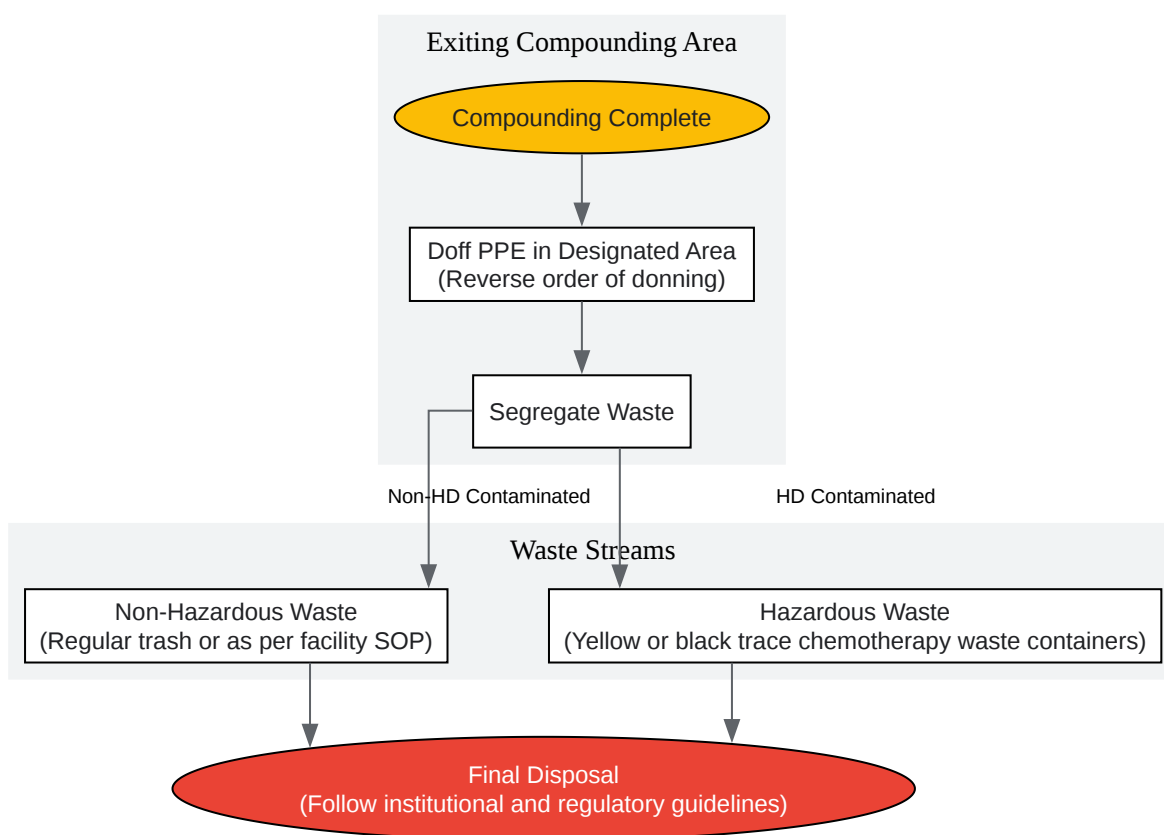 Exiting Compounding Area
Compounding Complete
Doff PPE in Designated Area
(Reverse order of donning)
Segregate Waste
Non-HD Contaminated
HD Contaminated
Waste Streams
Non-Hazardous Waste
(Regular trash or as per facility SOP)
Hazardous Waste
(Yellow or black trace chemotherapy waste containers)
Final Disposal
(Follow institutional and regulatory guidelines)